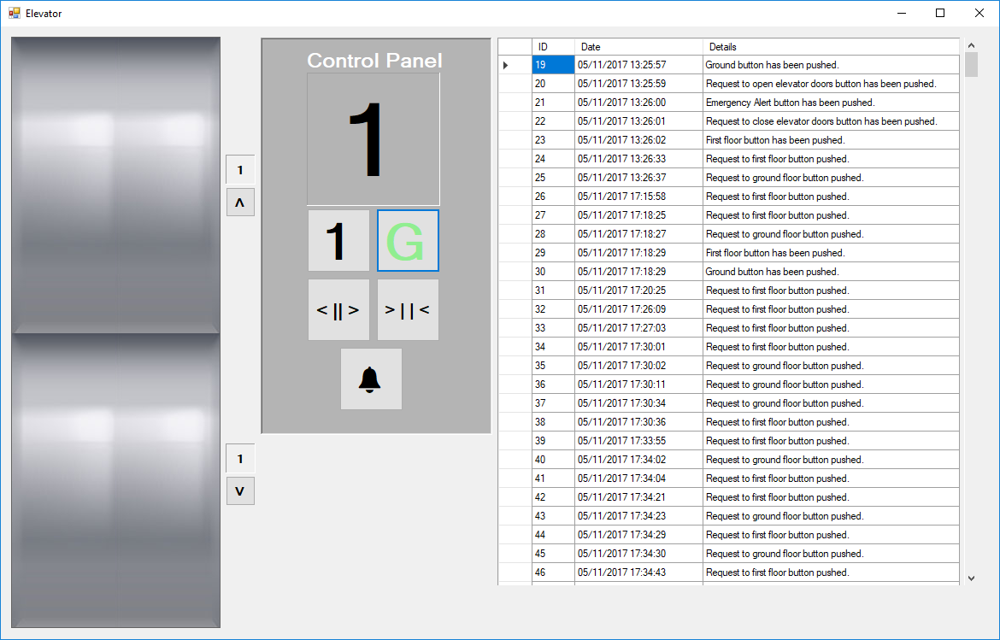 Elevator
1
Λ
1
V
Control Panel
1
1 G
< || > > | | <
ID Date Details
19 05/11/2017 13:25:57 Ground button has been pushed.
20 05/11/2017 13:25:59 Request to open elevator doors button has been pushed.
21 05/11/2017 13:26:00 Emergency Alert button has been pushed.
22 05/11/2017 13:26:01 Request to close elevator doors button has been pushed.
23 05/11/2017 13:26:02 First floor button has been pushed.
24 05/11/2017 13:26:33 Request to first floor button pushed.
25 05/11/2017 13:26:37 Request to ground floor button pushed.
26 05/11/2017 17:15:58 Request to first floor button pushed.
27 05/11/2017 17:18:25 Request to first floor button pushed.
28 05/11/2017 17:18:27 Request to ground floor button pushed.
29 05/11/2017 17:18:29 First floor button has been pushed.
30 05/11/2017 17:18:29 Ground button has been pushed.
31 05/11/2017 17:20:25 Request to first floor button pushed.
32 05/11/2017 17:26:09 Request to first floor button pushed.
33 05/11/2017 17:27:03 Request to first floor button pushed.
34 05/11/2017 17:30:01 Request to first floor button pushed.
35 05/11/2017 17:30:02 Request to ground floor button pushed.
36 05/11/2017 17:30:11 Request to ground floor button pushed.
37 05/11/2017 17:30:34 Request to ground floor button pushed.
38 05/11/2017 17:30:36 Request to first floor button pushed.
39 05/11/2017 17:33:55 Request to first floor button pushed.
40 05/11/2017 17:34:02 Request to ground floor button pushed.
41 05/11/2017 17:34:04 Request to first floor button pushed.
42 05/11/2017 17:34:21 Request to first floor button pushed.
43 05/11/2017 17:34:23 Request to ground floor button pushed.
44 05/11/2017 17:34:29 Request to first floor button pushed.
45 05/11/2017 17:34:30 Request to ground floor button pushed.
46 05/11/2017 17:34:43 Request to first floor button pushed.